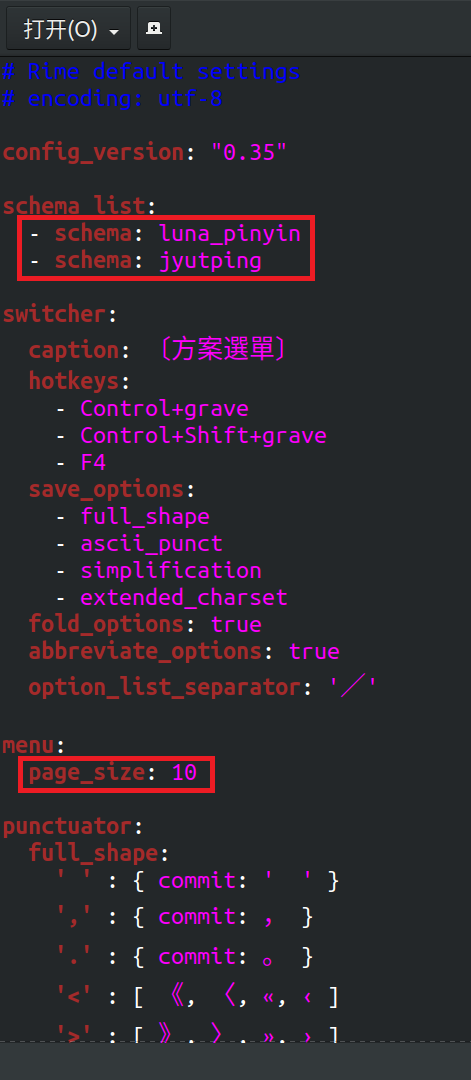 打开(O)
# Rime default settings
# encoding: utf-8
config_version: "0.35"
schema_list:
- schema: luna_pinyin
- schema: jyutping
switcher:
caption: 〔方案選單〕
hotkeys:
- Control+grave
- Control+Shift+grave
- F4
save_options:
- full_shape
- ascii_punct
- simplification
- extended_charset
fold_options: true
abbreviate_options: true
option_list_separator: '／'
menu:
page_size: 10
punctuator:
full_shape:
' ' : { commit: '　' }
',' : { commit: ， }
'.' : { commit: 。 }
'<' : [ 《, 〈, «, ‹ ]
'>' : [ 》, 〉, », › ]